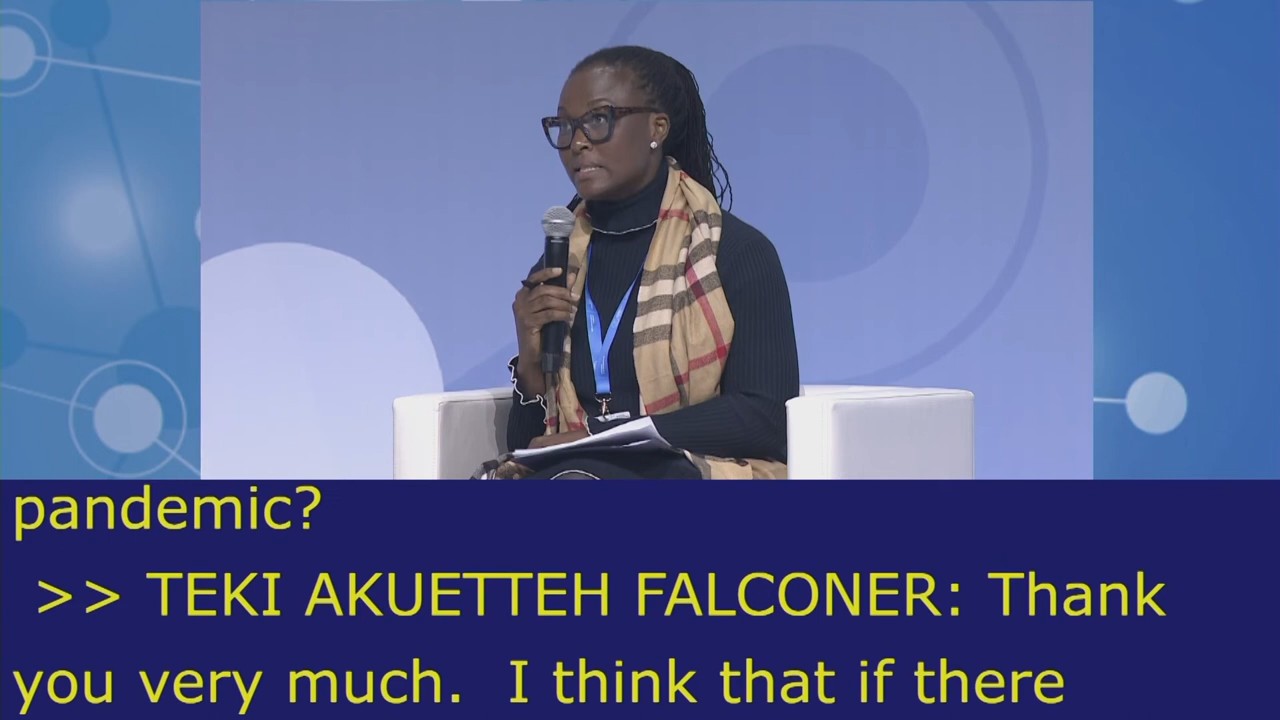 pandemic?
>> TEKI AKUETTEH FALCONER: Thank
you very much.  I think that if there